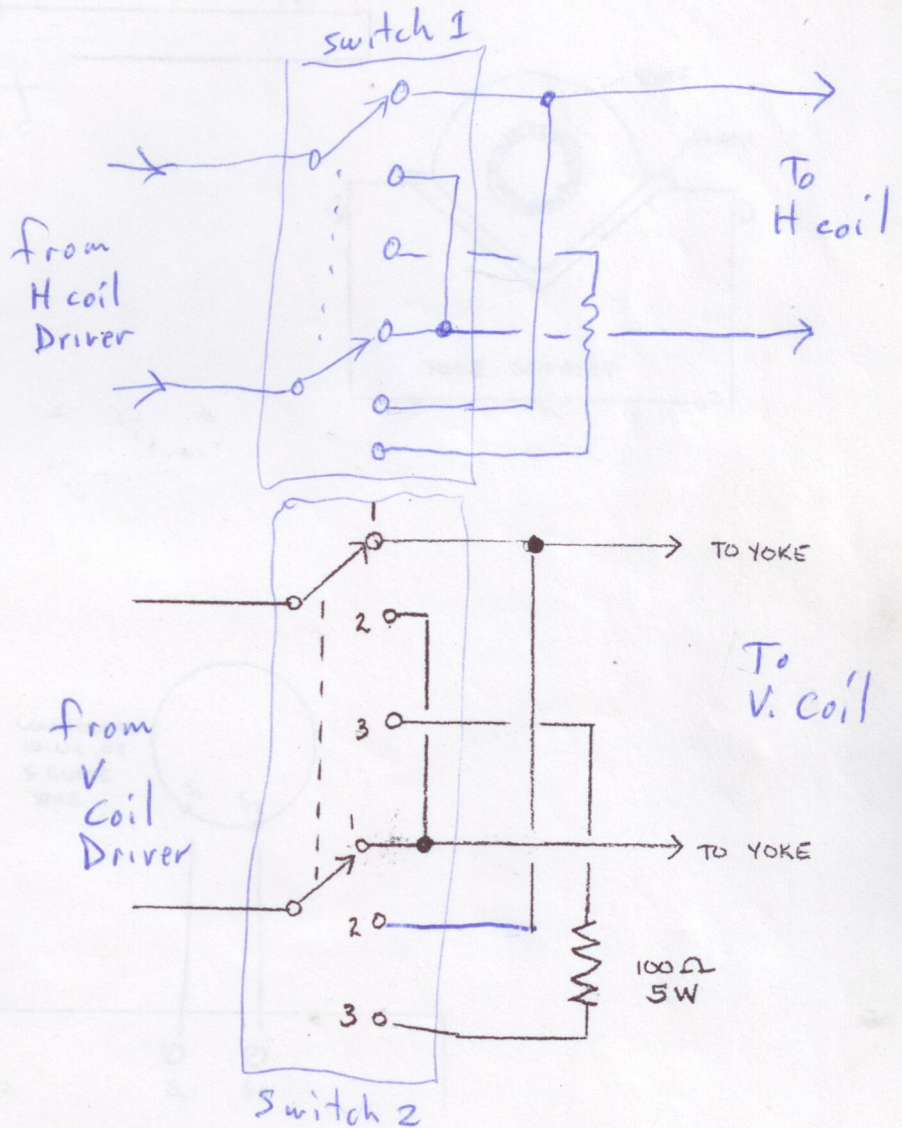 switch 1
To
H coil
from
H coil
Driver
1
TO YOKE
2
To
V. Coil
from
V
Coil
Driver
3
1
TO YOKE
2
100Ω
5W
3
Switch 2